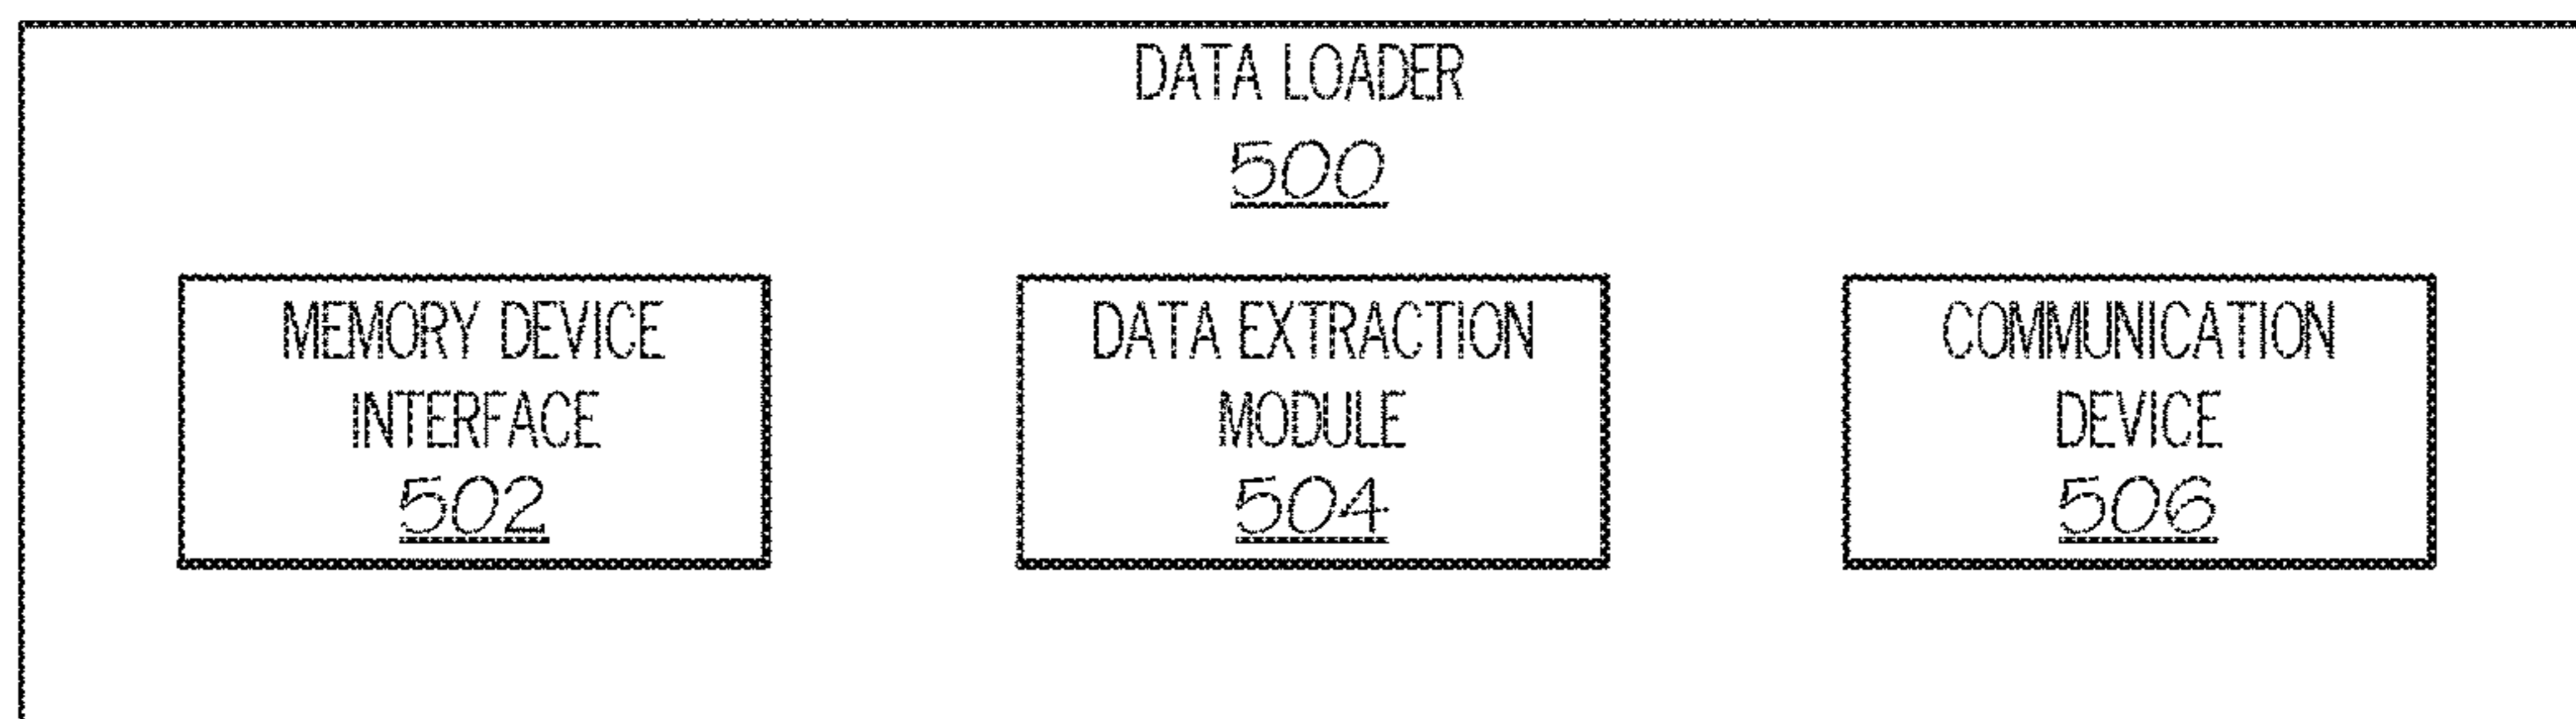 DATA LOADER
500
MEMORY DEVICE
INTERFACE
502
DATA EXTRACTION
MODULE
504
COMMUNICATION
DEVICE
506